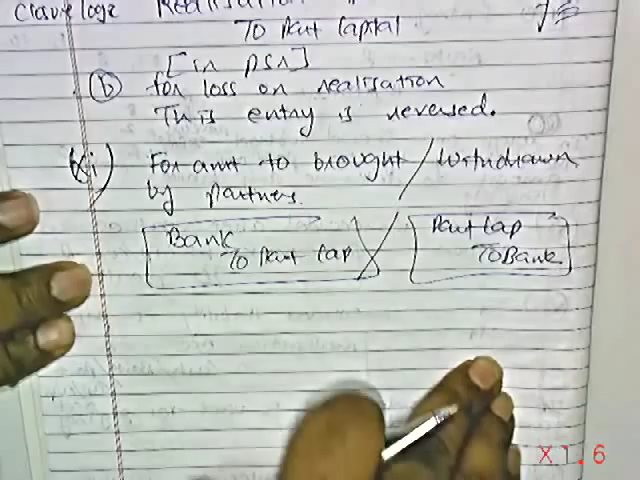 Realisation
To Part Capital
[in PSR]
(b) for loss on realisation
This entry is reversed.
(xi) For amt to brought / withdrawn
by partners.
Bank / Part Cap
To Part Cap To Bank
X1.6